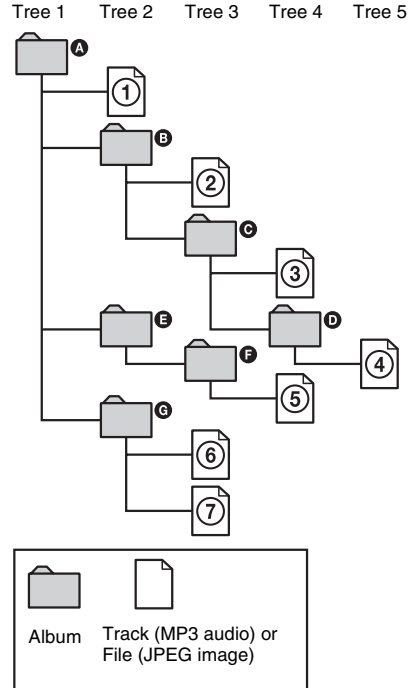 Tree 1 Tree 2 Tree 3 Tree 4 Tree 5
A
1
B
2
C
3
E
D
F
4
5
G
6
7
Album
Track (MP3 audio) or
File (JPEG image)